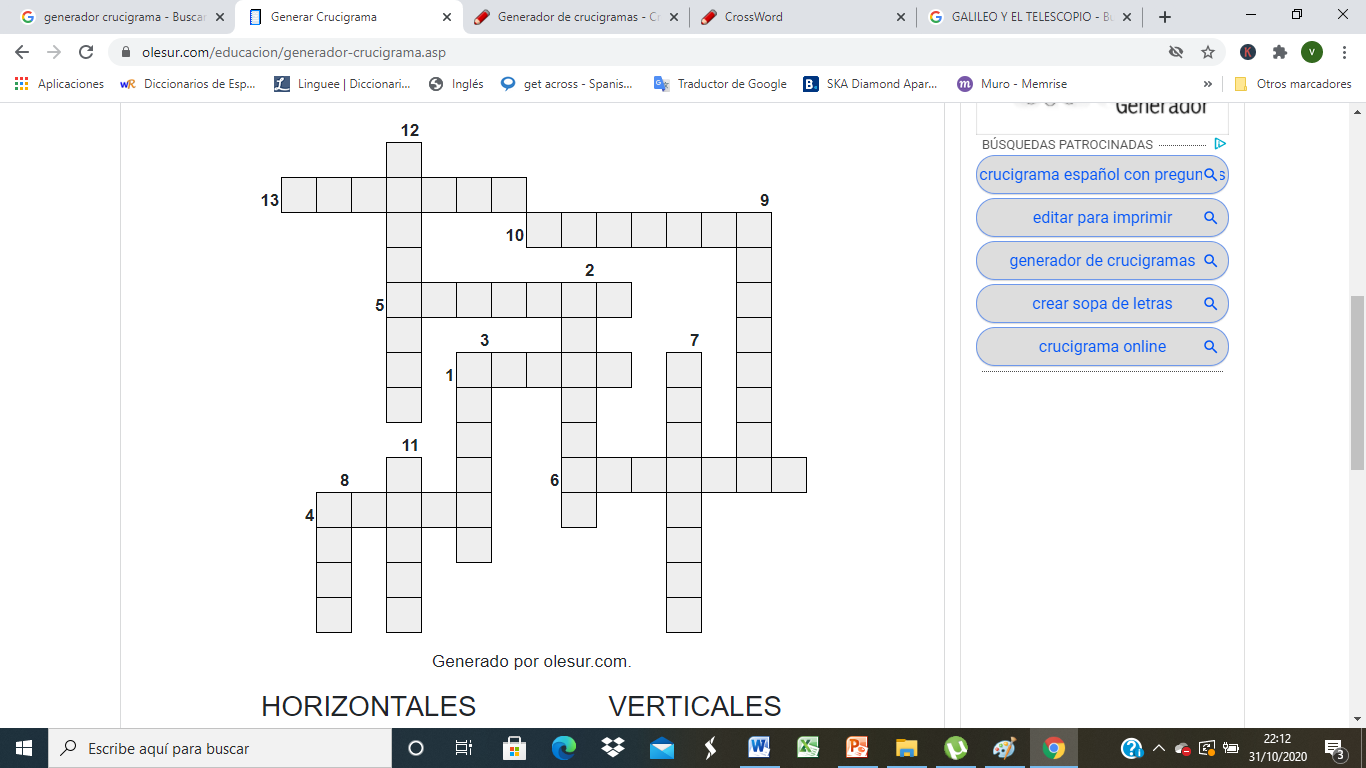 generador crucigrama - Buscar
Generar Crucigrama
Generador de crucigramas - Cr
CrossWord
GALILEO Y EL TELESCOPIO - Bu
olesur.com/educacion/generador-crucigrama.asp
K
V
Aplicaciones
Diccionarios de Esp...
Linguee | Diccionari...
Inglés
get across - Spanis...
Traductor de Google
SKA Diamond Apar...
Muro - Memrise
»
Otros marcadores
Generador
BÚSQUEDAS PATROCINADAS
crucigrama español con pregun s
editar para imprimir
generador de crucigramas
crear sopa de letras
crucigrama online
12
13
9
10
2
5
3
7
1
11
8
6
4
Generado por olesur.com.
HORIZONTALES
VERTICALES
Escribe aquí para buscar
22:12
31/10/2020
3